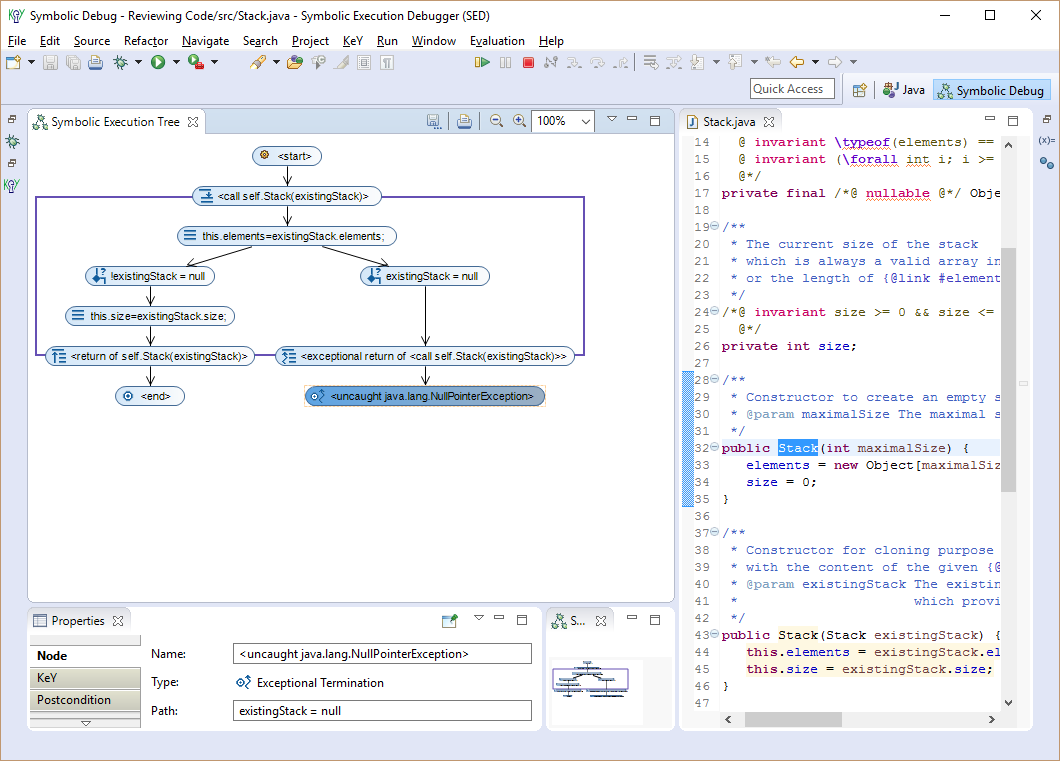 Symbolic Debug - Reviewing Code/src/Stack.java - Symbolic Execution Debugger (SED)
File Edit Source Refactor Navigate Search Project KeY Run Window Evaluation Help
Quick Access
Java
Symbolic Debug
Symbolic Execution Tree
100%
<start>
<call self.Stack(existingStack)>
this.elements=existingStack.elements;
!existingStack = null
existingStack = null
this.size=existingStack.size;
<return of self.Stack(existingStack)>
<exceptional return of <call self.Stack(existingStack)>>
<end>
<uncaught java.lang.NullPointerException>
Properties
Node
KeY
Postcondition
Name:
<uncaught java.lang.NullPointerException>
Type:
Exceptional Termination
Path:
existingStack = null
S...
Stack.java
14 @ invariant \typeof(elements) ==
15 @ invariant (\forall int i; i >=
16 @*/
17 private final /*@ nullable @*/ Obje
18
19 /**
20 * The current size of the stack
21 * which is always a valid array in
22 * or the length of {@link #element
23 */
24 /*@ invariant size >= 0 && size <=
25 @*/
26 private int size;
27
28 /**
29 * Constructor to create an empty s
30 * @param maximalSize The maximal s
31 */
32 public Stack(int maximalSize) {
33 elements = new Object[maximalSiz
34 size = 0;
35 }
36
37 /**
38 * Constructor for cloning purpose
39 * with the content of the given {@
40 * @param existingStack The existin
41 * which provi
42 */
43 public Stack(Stack existingStack) {
44 this.elements = existingStack.el
45 this.size = existingStack.size;
46 }
47
(x)=